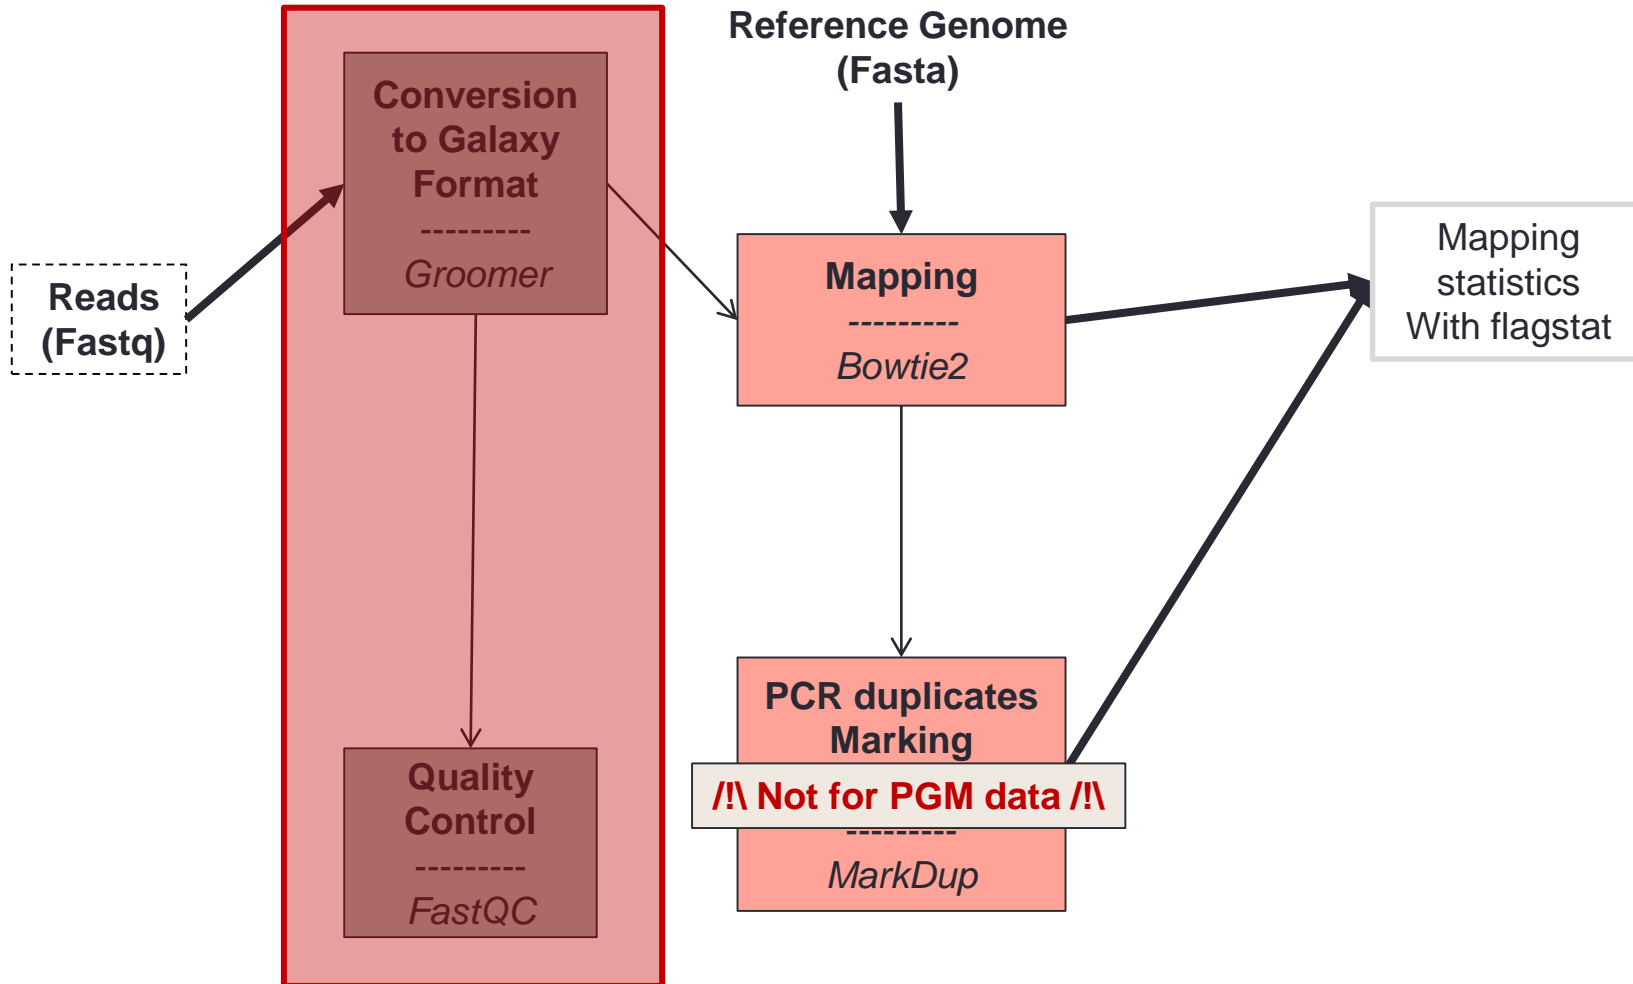 Reference Genome
(Fasta)
Conversion
to Galaxy
Format
---------
Groomer
Reads
(Fastq)
Mapping
---------
Bowtie2
Mapping
statistics
With flagstat
PCR duplicates
Marking
/!\ Not for PGM data /!\
---------
MarkDup
Quality
Control
---------
FastQC